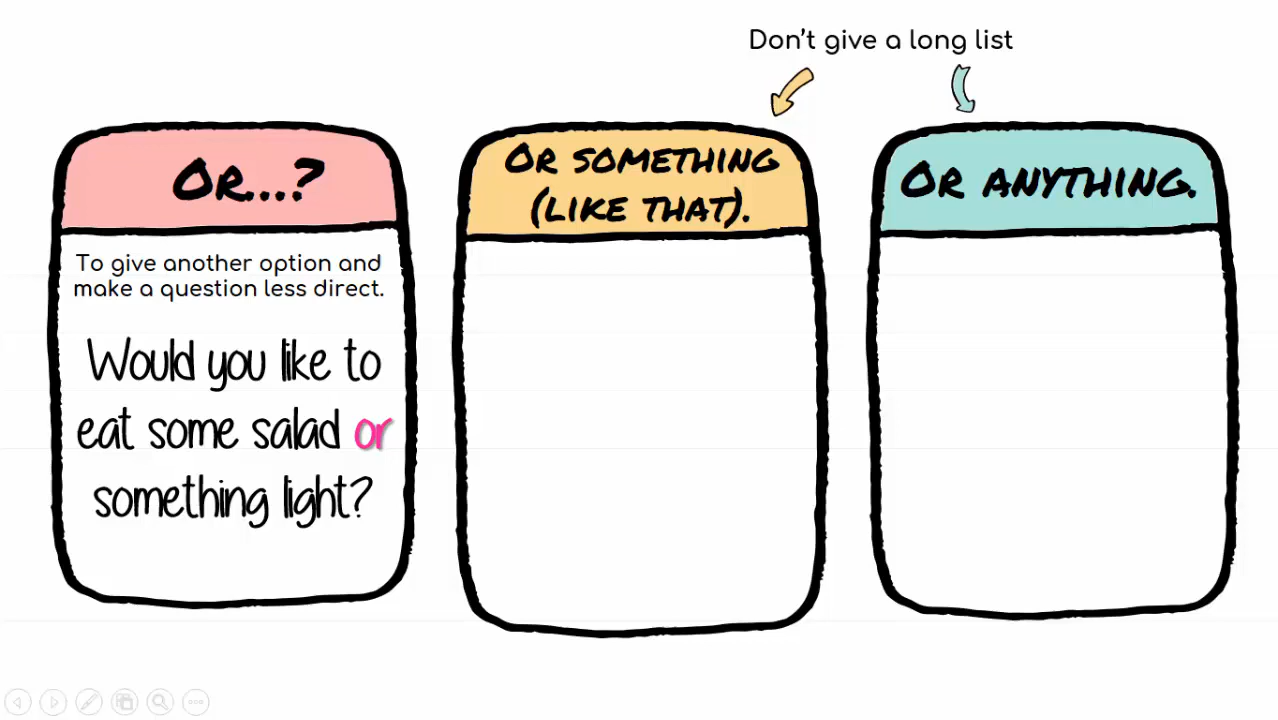 Don't give a long list
Or...?
To give another option and
make a question less direct.
Would you like to
eat some salad or
something light?
Or something
(like that).
Or anything.